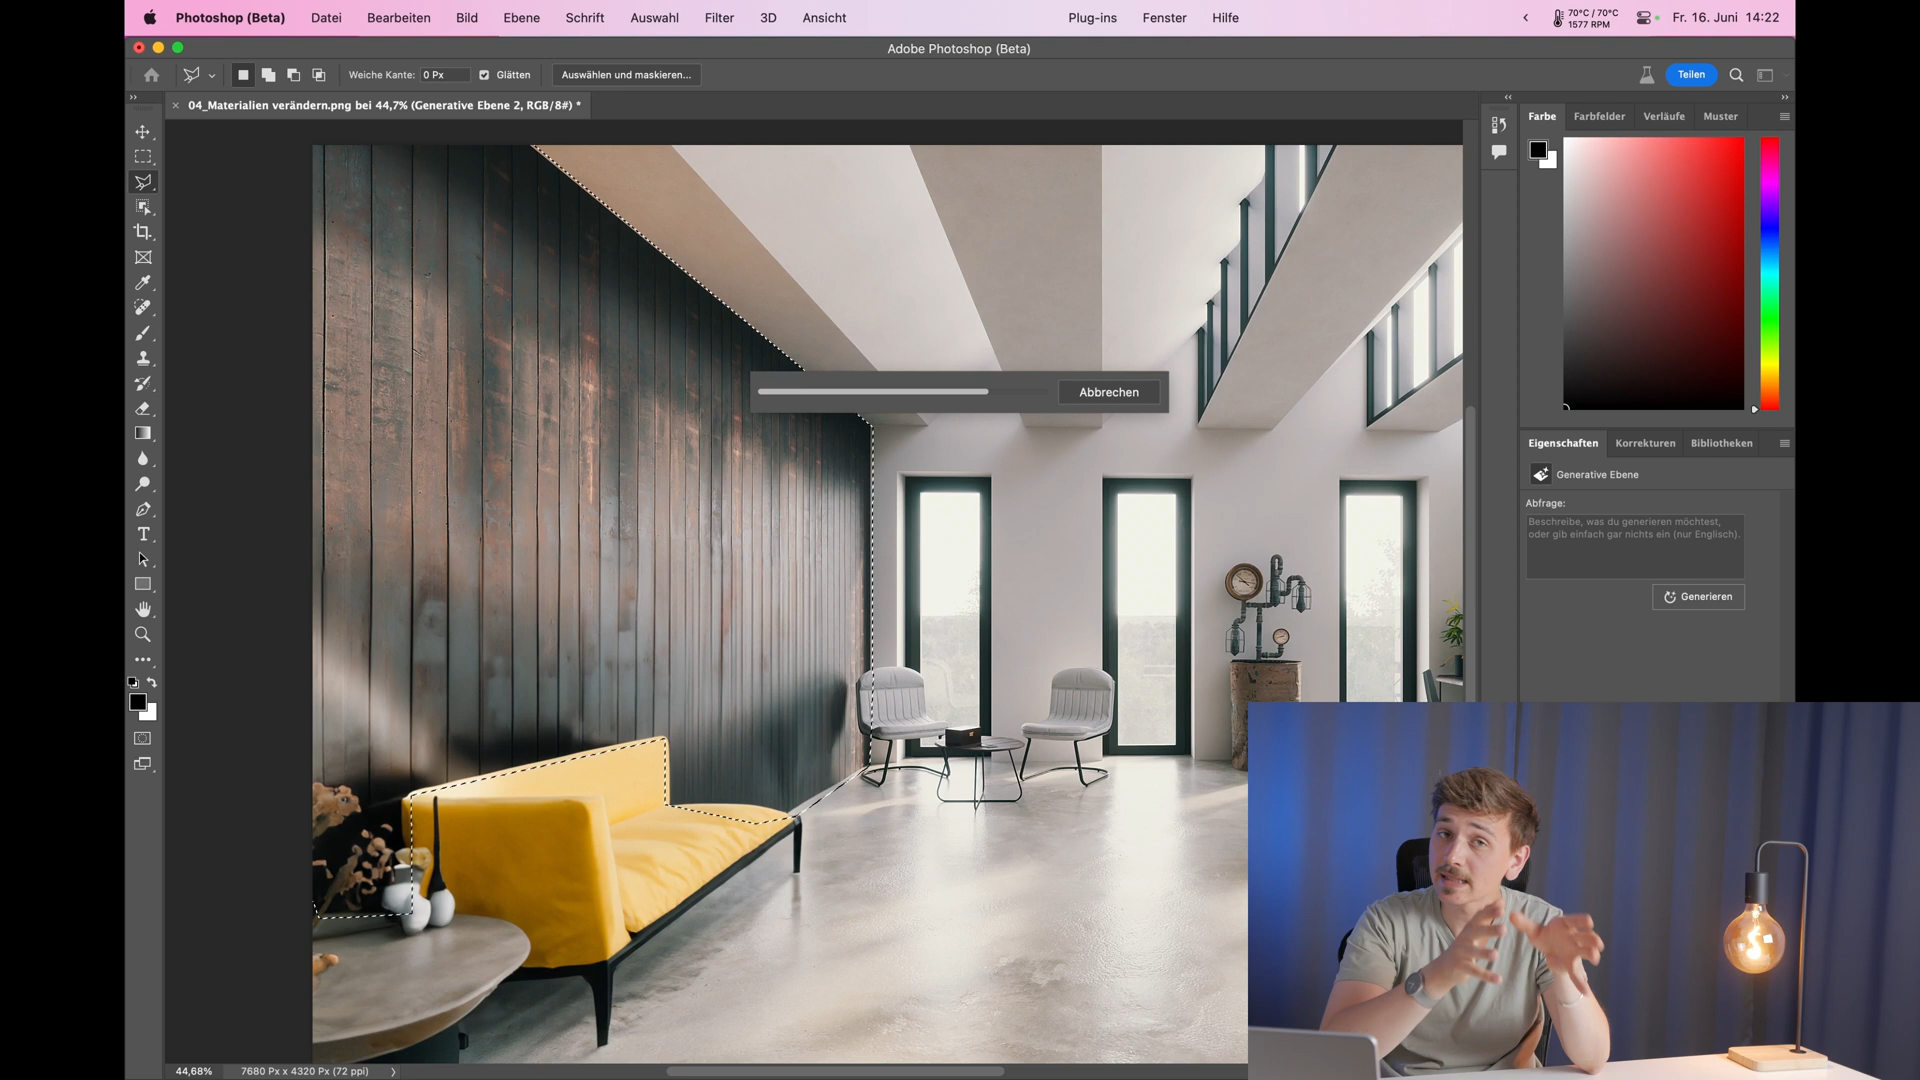 Photoshop (Beta) Datei Bearbeiten Bild Ebene Schrift Auswahl Filter 3D Ansicht Plug-ins Fenster Hilfe 70°C / 70°C Fr. 16. Juni 14:22
1577 RPM
Adobe Photoshop (Beta)
Weiche Kante: 0 Px Glätten Auswählen und maskieren... Teilen
04_Materialien verändern.png bei 44,7% (Generative Ebene 2, RGB/8#) *
Farbe Farbfelder Verläufe Muster
Abbrechen
Eigenschaften Korrekturen Bibliotheken
Generative Ebene
Abfrage:
Beschreibe, was du generieren möchtest,
oder gib einfach gar nichts ein (nur Englisch).
Generieren
44,68% 7680 Px x 4320 Px (72 ppi)